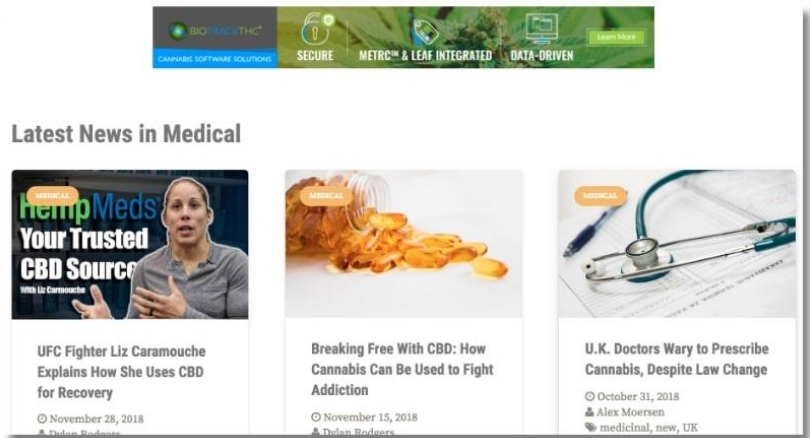 BIOTRACKTHC
CANNABIS SOFTWARE SOLUTIONS
SECURE
METRC™ & LEAF INTEGRATED
DATA-DRIVEN
Learn More
Latest News in Medical
MEDICAL
HempMeds
Your Trusted
CBD Source
With Liz Carmouche
UFC Fighter Liz Caramouche
Explains How She Uses CBD
for Recovery
November 28, 2018
Dylan Rodgers
MEDICAL
Breaking Free With CBD: How
Cannabis Can Be Used to Fight
Addiction
November 15, 2018
Dylan Rodgers
MEDICAL
U.K. Doctors Wary to Prescribe
Cannabis, Despite Law Change
October 31, 2018
Alex Moersen
medicinal, new, UK